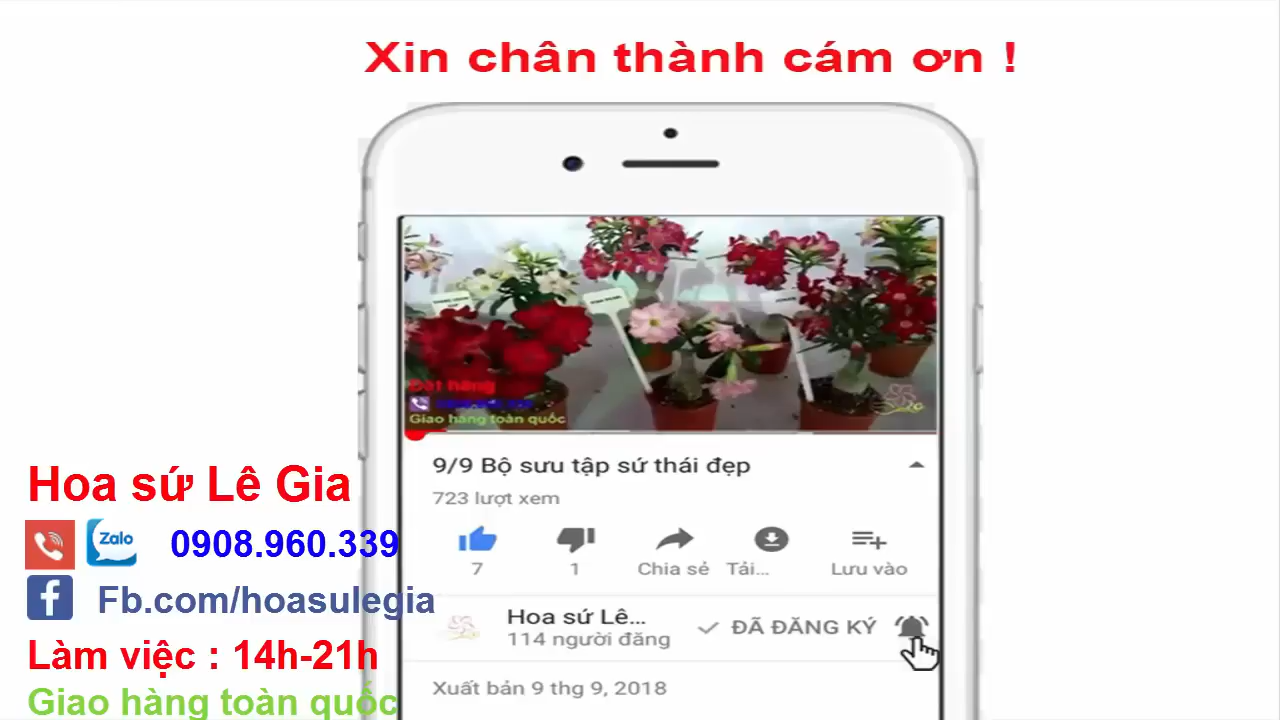 Xin chân thành cám ơn !
Đặt hàng
Giao hàng toàn quốc
9/9 Bộ sưu tập sứ thái đẹp
723 lượt xem
7
1
Chia sẻ
Tải...
Lưu vào
Hoa sứ Lê...
114 người đăng
ĐÃ ĐĂNG KÝ
Xuất bản 9 thg 9, 2018
Hoa sứ Lê Gia
Zalo
0908.960.339
Fb.com/hoasulegia
Làm việc : 14h-21h
Giao hàng toàn quốc